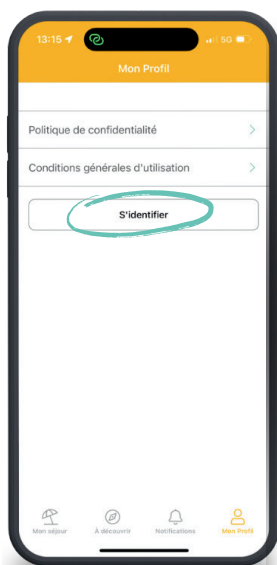 13:15
5G
Mon Profil
Politique de confidentialité
Conditions générales d'utilisation
S'identifier
Mon séjour
À découvrir
Notifications
Mon Profil